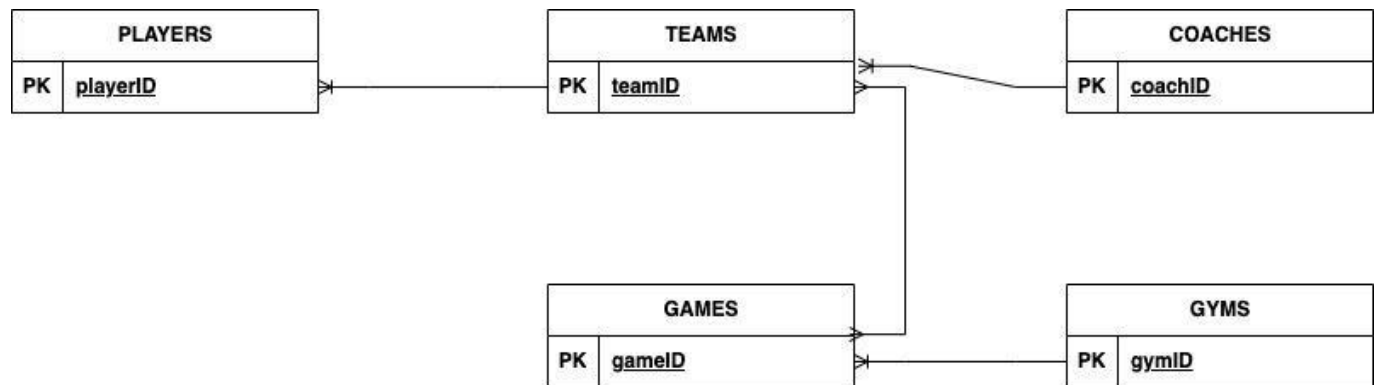 PLAYERS
PK playerID
TEAMS
PK teamID
COACHES
PK coachID
GAMES
PK gameID
GYMS
PK gymID